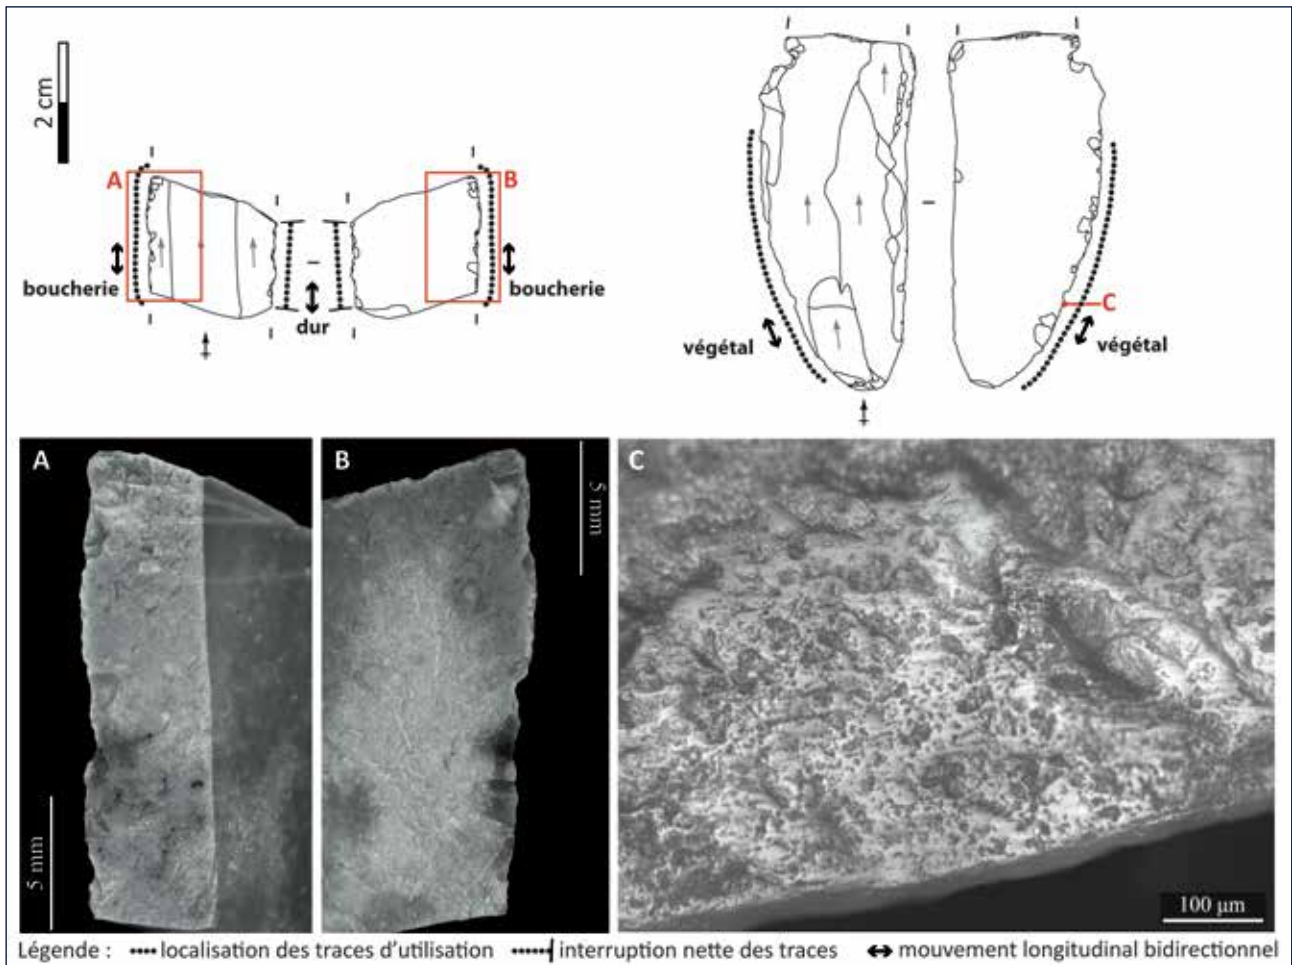 2 cm
A
B
boucherie
boucherie
dur
C
végétal
végétal
A
B
C
5 mm
5 mm
100 µm
Légende : localisation des traces d'utilisation interruption nette des traces mouvement longitudinal bidirectionnel